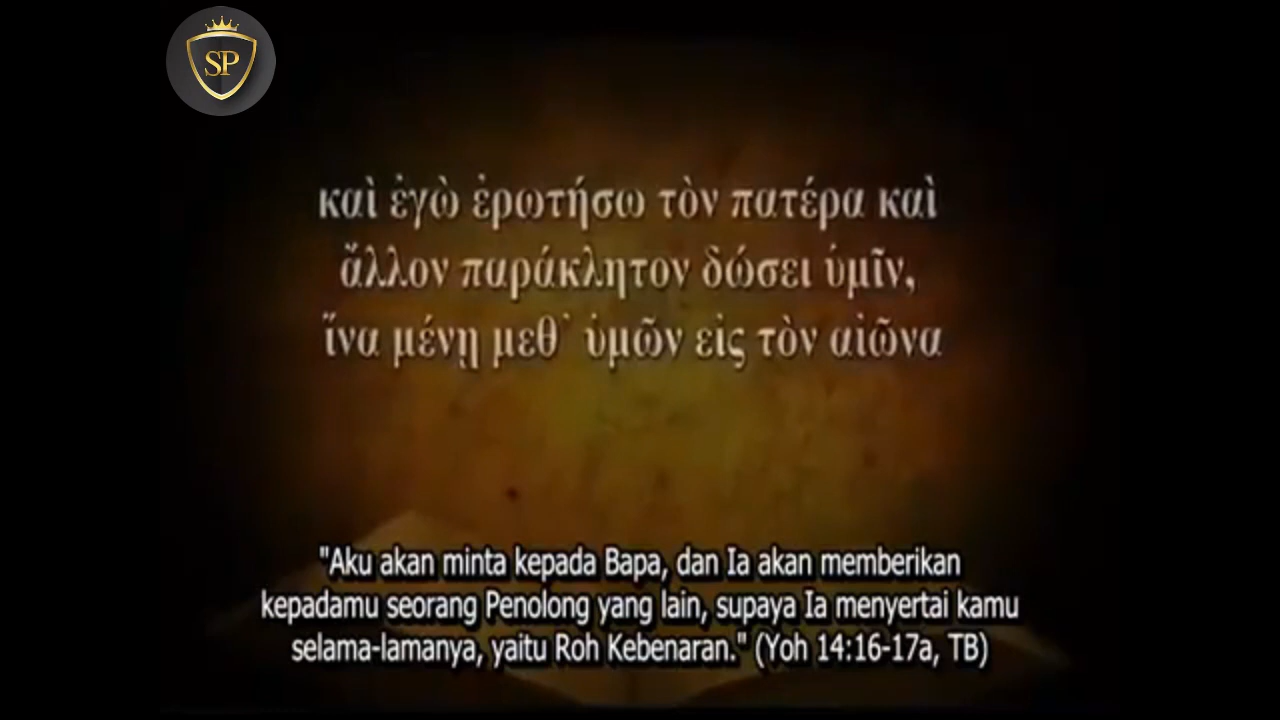 SP
καὶ ἐγὼ ἐρωτήσω τὸν πατέρα καὶ
ἄλλον παράκλητον δώσει ὑμῖν,
ἵνα μένῃ μεθ᾽ ὑμῶν εἰς τὸν αἰῶνα
"Aku akan minta kepada Bapa, dan Ia akan memberikan
kepadamu seorang Penolong yang lain, supaya Ia menyertai kamu
selama-lamanya, yaitu Roh Kebenaran." (Yoh 14:16-17a, TB)